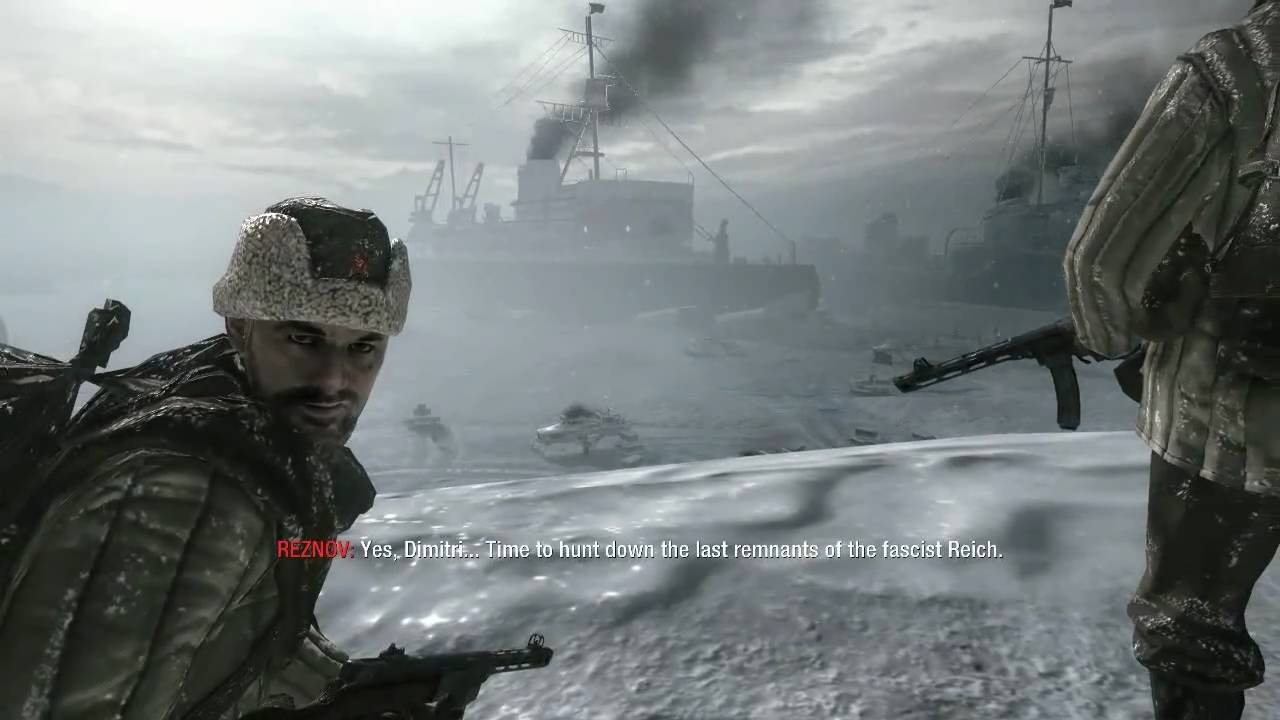 REZNOV: Yes, Dimitri... Time to hunt down the last remnants of the fascist Reich.